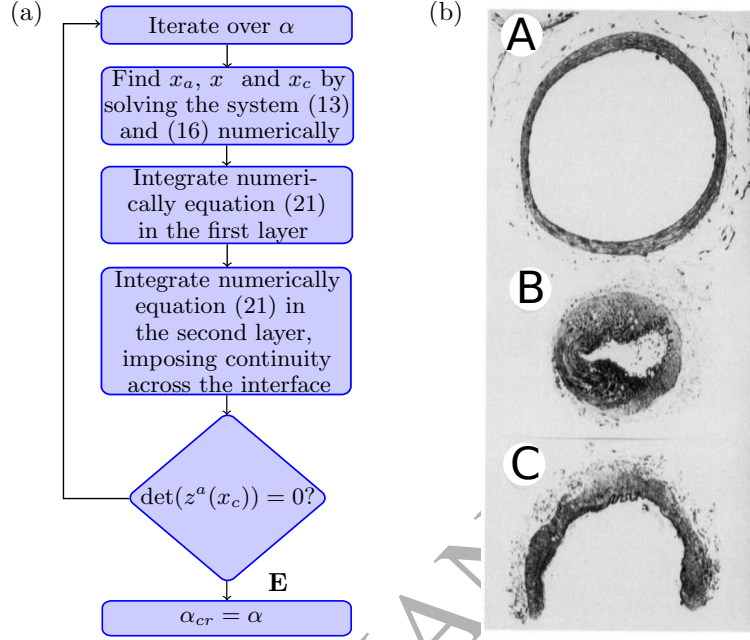 (a)
Iterate over α
Find x_a, x and x_c by
solving the system (13)
and (16) numerically
Integrate numeri-
cally equation (21)
in the first layer
Integrate numerically
equation (21) in
the second layer,
imposing continuity
across the interface
det(z^a(x_c)) = 0?
E
α_cr = α
(b)
A
B
C
AN